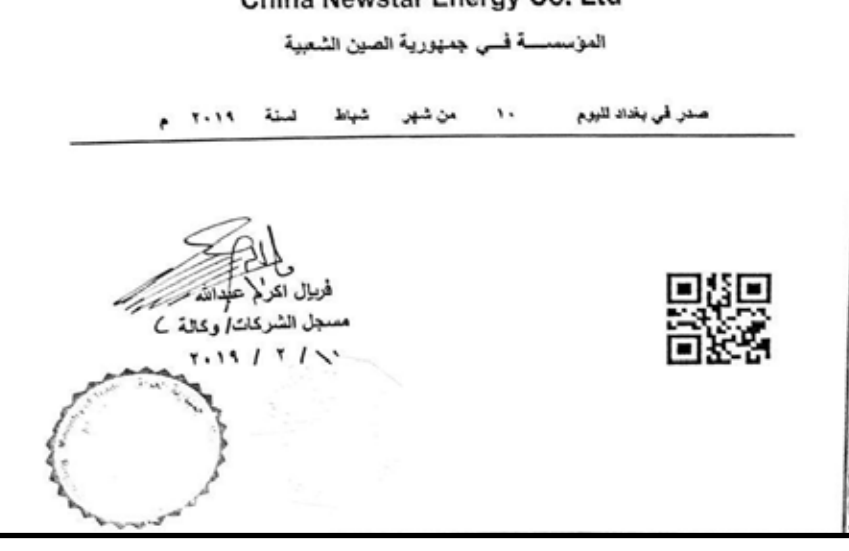 China Newstar Energy Co. Ltd
المؤسســـة فـــي جمهورية الصين الشعبية
صدر في بغداد لليوم ١٠ من شهر شباط لسنة ٢٠١٩ م
فريال اكرم عبدالله
مسجل الشركات/ وكالة
٢٠١٩ / ٢ / ١٠